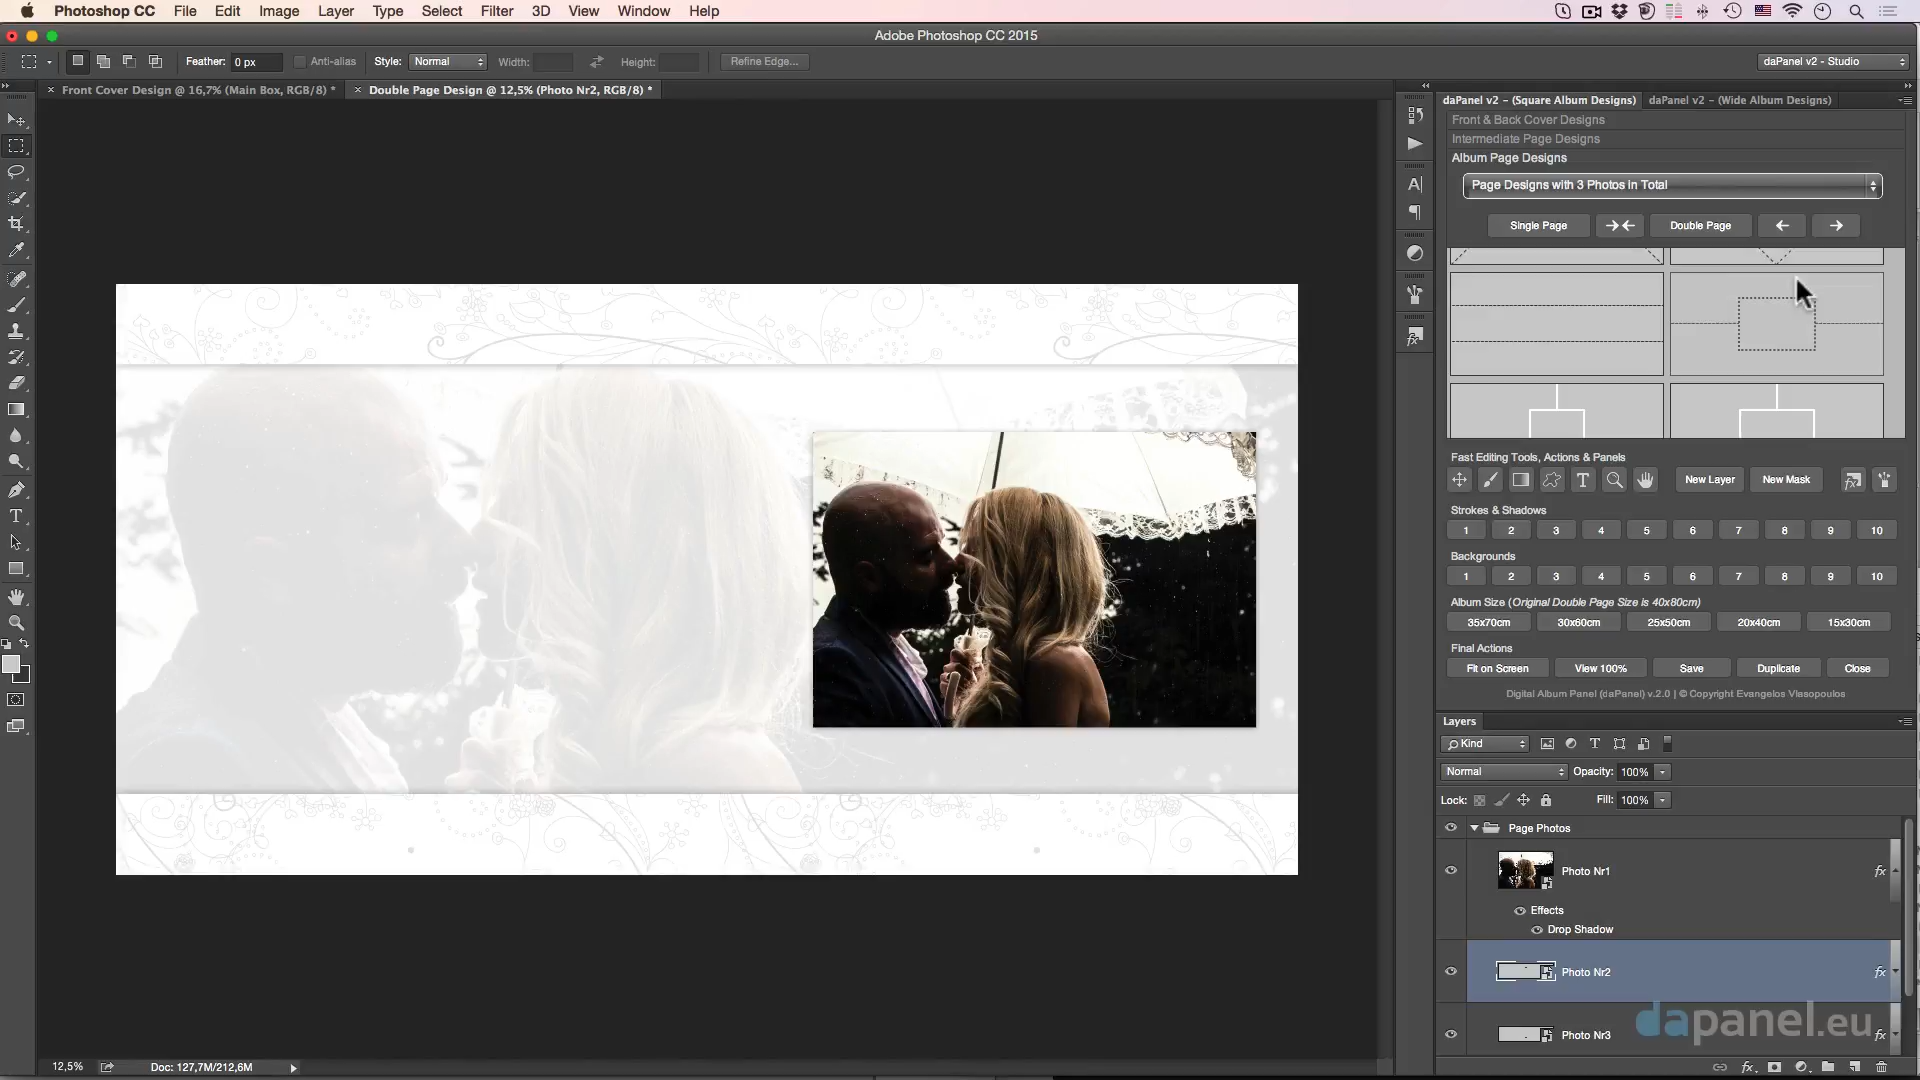 Photoshop CC File Edit Image Layer Type Select Filter 3D View Window Help
Adobe Photoshop CC 2015
Feather: 0 px Anti-alias Style: Normal Width: Height: Refine Edge... daPanel v2 - Studio
Front Cover Design @ 16,7% (Main Box, RGB/8) * Double Page Design @ 12,5% (Photo Nr2, RGB/8) *
daPanel v2 – (Square Album Designs) daPanel v2 – (Wide Album Designs)
Front & Back Cover Designs
Intermediate Page Designs
Album Page Designs
Page Designs with 3 Photos in Total
Single Page Double Page
Fast Editing Tools, Actions & Panels
New Layer New Mask
Strokes & Shadows
1 2 3 4 5 6 7 8 9 10
Backgrounds
1 2 3 4 5 6 7 8 9 10
Album Size (Original Double Page Size is 40x80cm)
35x70cm 30x60cm 25x50cm 20x40cm 15x30cm
Final Actions
Fit on Screen View 100% Save Duplicate Close
Digital Album Panel (daPanel) v.2.0 | © Copyright Evangelos Vlasopoulos
Layers
Kind
Normal Opacity: 100%
Lock: Fill: 100%
Page Photos
Photo Nr1 fx
Effects
Drop Shadow
Photo Nr2 fx
Photo Nr3 fx
dapanel.eu
12,5% Doc: 127,7M/212,6M